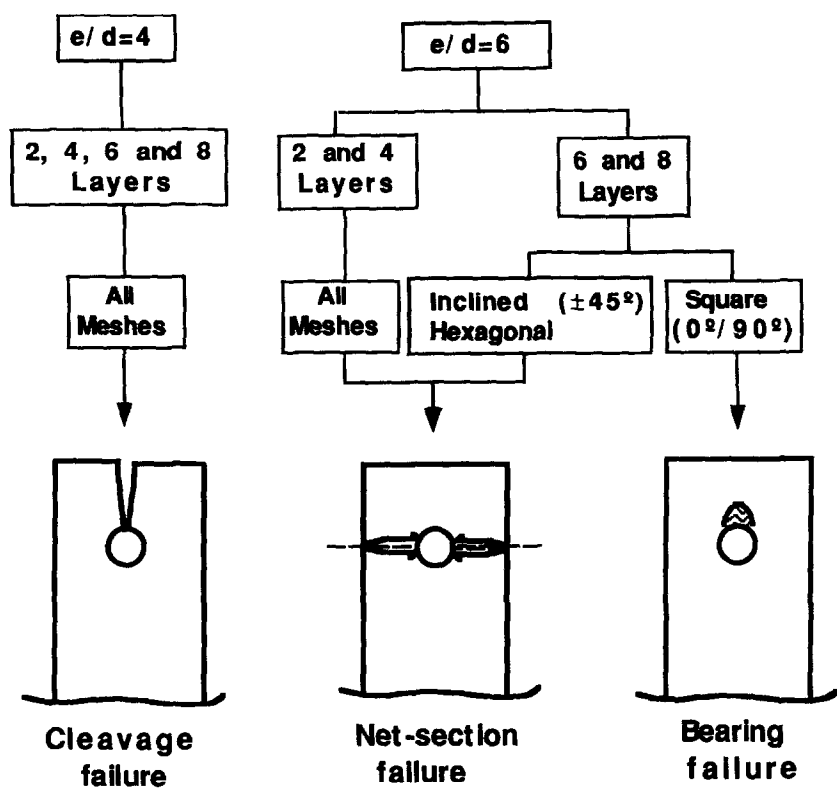 e/ d=4
e/ d=6
2, 4, 6 and 8
Layers
2 and 4
Layers
6 and 8
Layers
All
Meshes
All
Meshes
Inclined (±45º)
Hexagonal
Square
(0º/ 90º)
Cleavage
failure
Net-section
failure
Bearing
failure